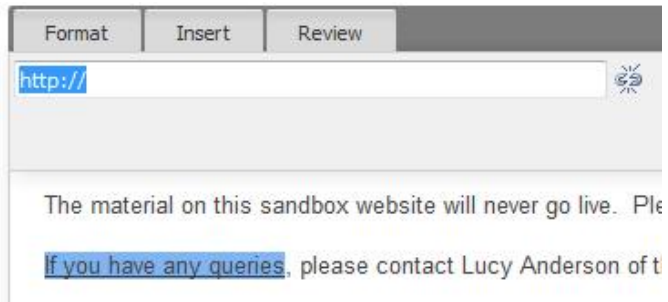 Format Insert Review
http://
The material on this sandbox website will never go live. Ple
If you have any queries, please contact Lucy Anderson of t